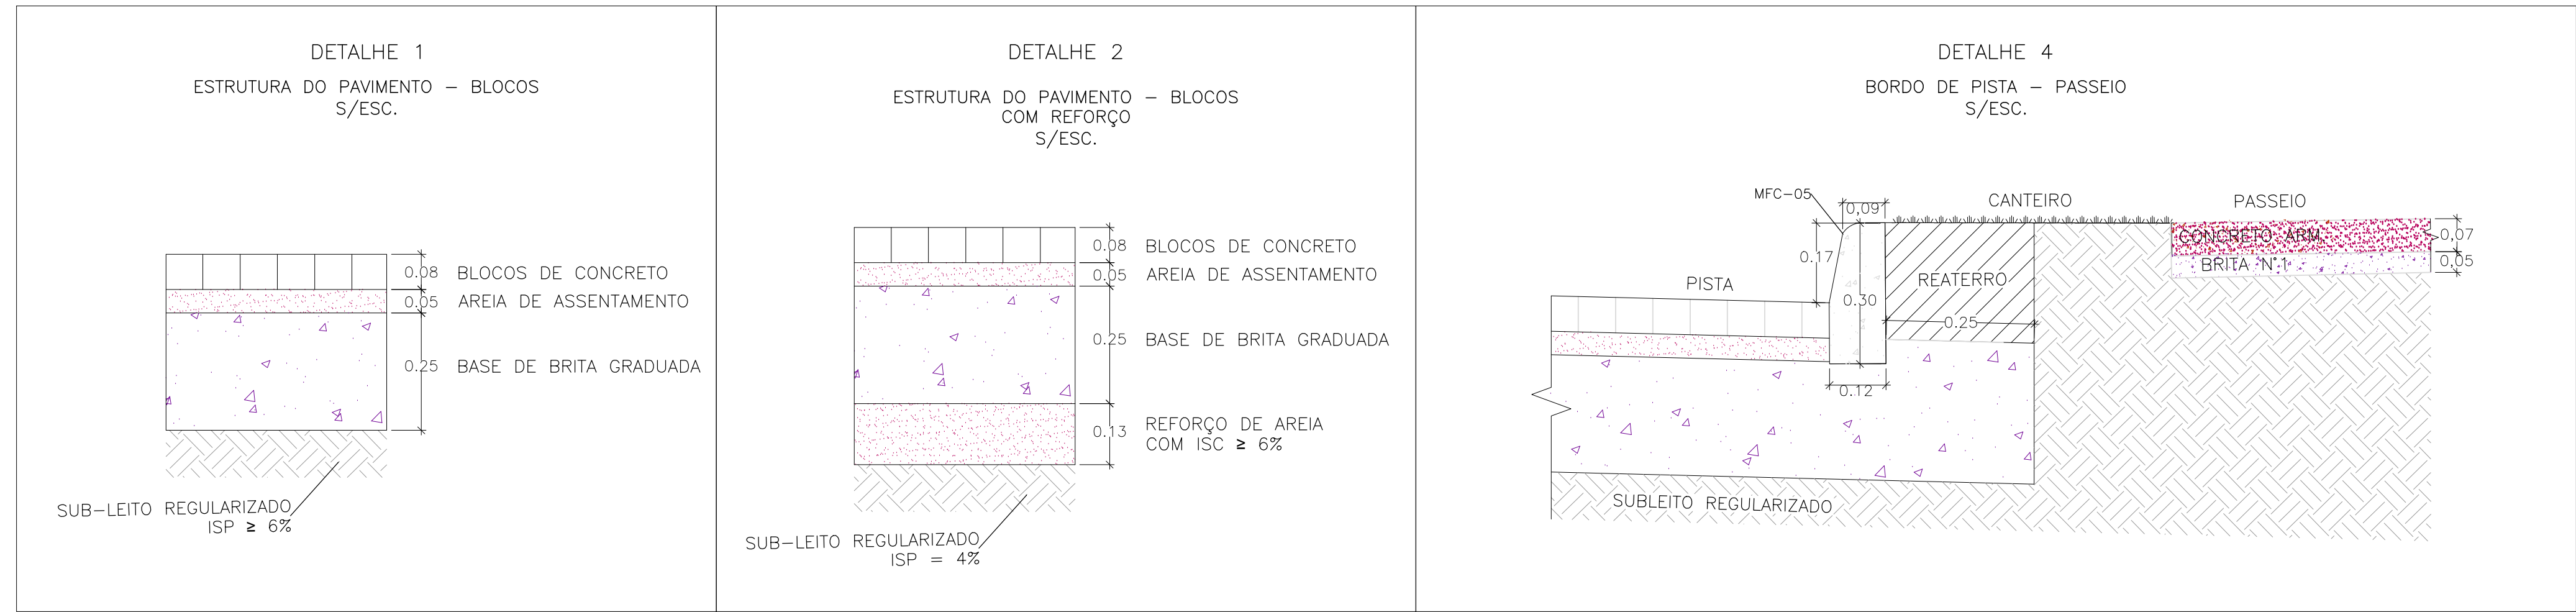 DETALHE 1
ESTRUTURA DO PAVIMENTO – BLOCOS
S/ESC.
0.08 BLOCOS DE CONCRETO
0.05 AREIA DE ASSENTAMENTO
0.25 BASE DE BRITA GRADUADA
SUB–LEITO REGULARIZADO
ISP ≥ 6%
DETALHE 2
ESTRUTURA DO PAVIMENTO – BLOCOS
COM REFORÇO
S/ESC.
0.08 BLOCOS DE CONCRETO
0.05 AREIA DE ASSENTAMENTO
0.25 BASE DE BRITA GRADUADA
0.13 REFORÇO DE AREIA
COM ISC ≥ 6%
SUB–LEITO REGULARIZADO
ISP = 4%
DETALHE 4
BORDO DE PISTA – PASSEIO
S/ESC.
MFC–05
0,09
CANTEIRO
PASSEIO
CONCRETO ARM.
0,07
0.17
BRITA N°1
0,05
PISTA
REATERRO
0.30
0.25
0.12
SUBLEITO REGULARIZADO